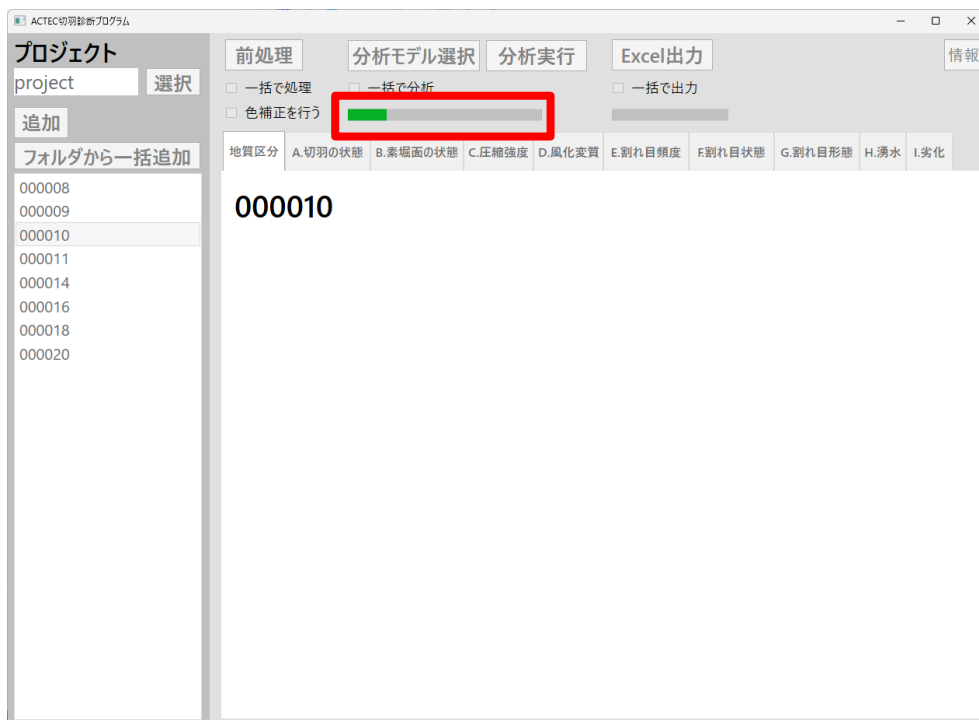 ACTEC切羽診断プログラム
プロジェクト
project 選択
追加
フォルダから一括追加
000008
000009
000010
000011
000014
000016
000018
000020
前処理 分析モデル選択 分析実行 Excel出力 情報
一括で処理 一括で分析 一括で出力
色補正を行う
地質区分 A.切羽の状態 B.素堀面の状態 C.圧縮強度 D.風化変質 E.割れ目頻度 F.割れ目状態 G.割れ目形態 H.湧水 I.劣化
000010